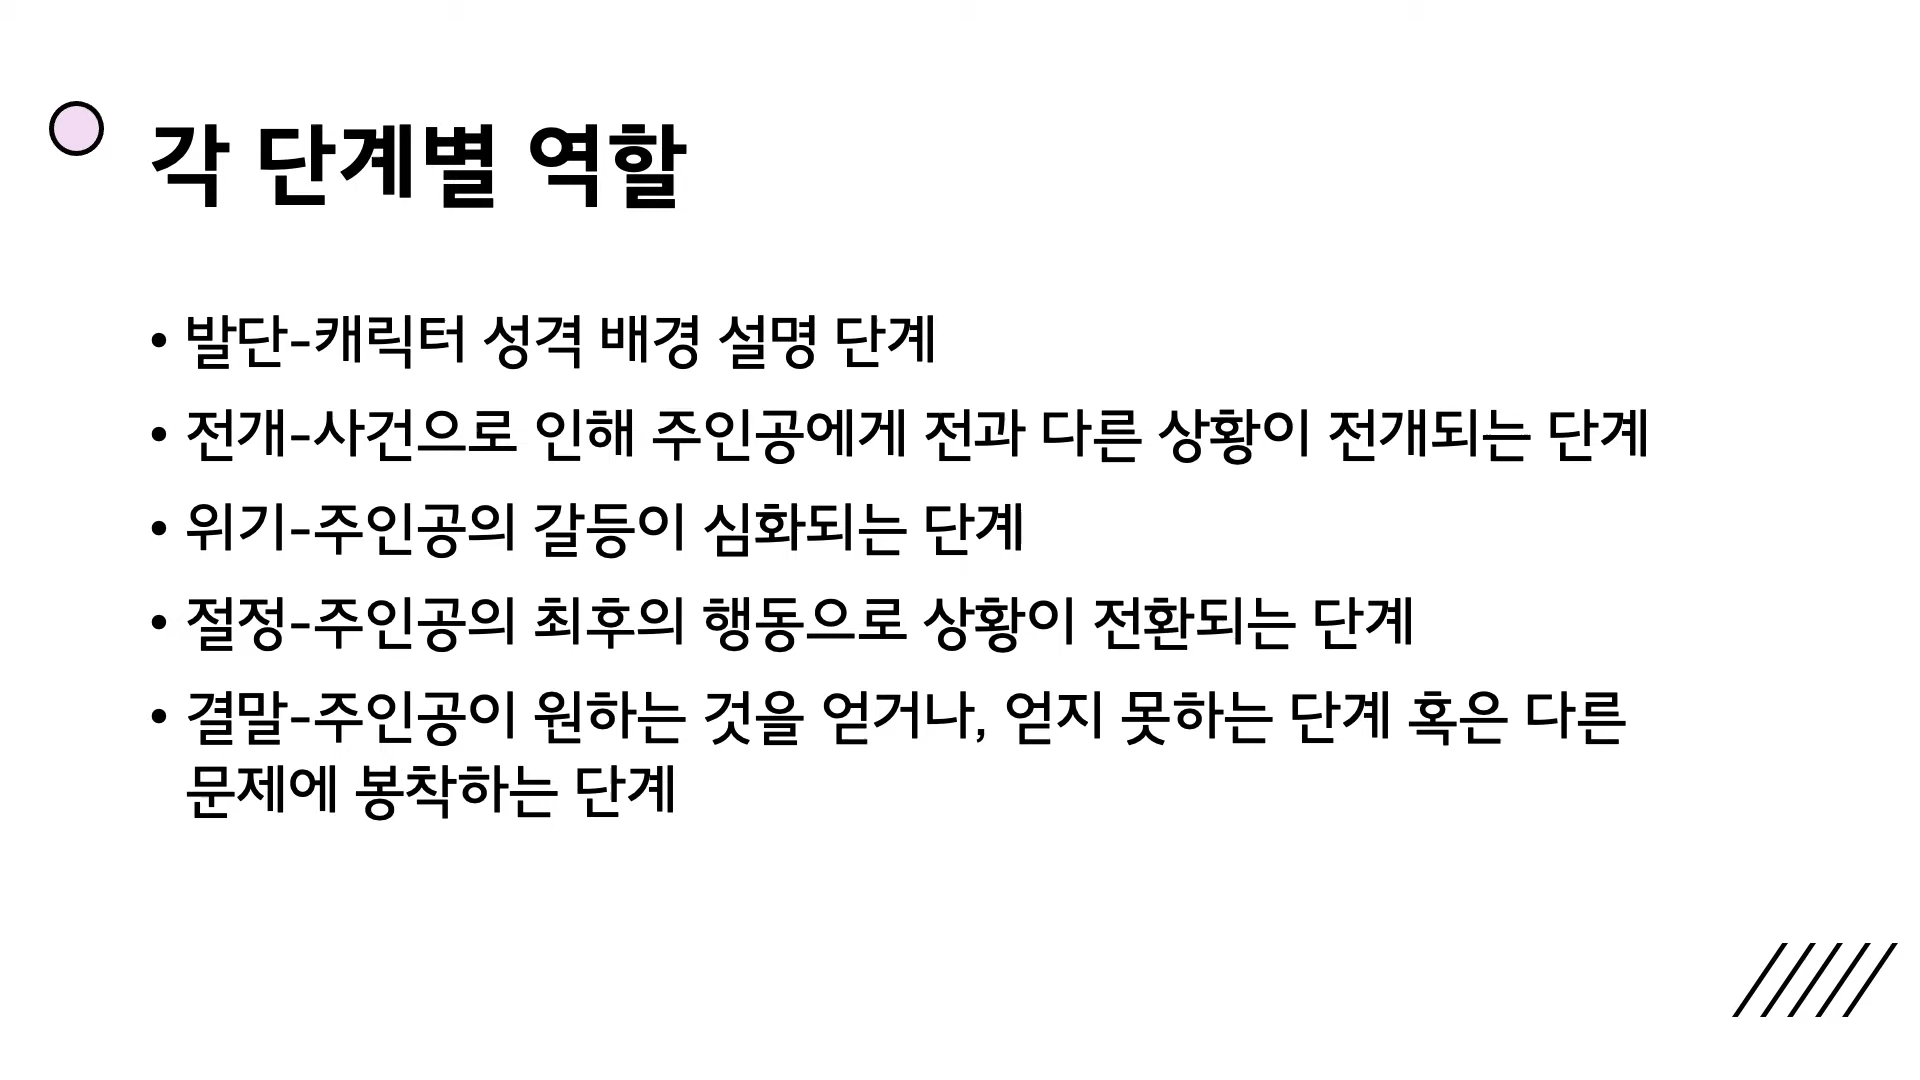 각 단계별 역할
• 발단-캐릭터 성격 배경 설명 단계
• 전개-사건으로 인해 주인공에게 전과 다른 상황이 전개되는 단계
• 위기-주인공의 갈등이 심화되는 단계
• 절정-주인공의 최후의 행동으로 상황이 전환되는 단계
• 결말-주인공이 원하는 것을 얻거나, 얻지 못하는 단계 혹은 다른
문제에 봉착하는 단계